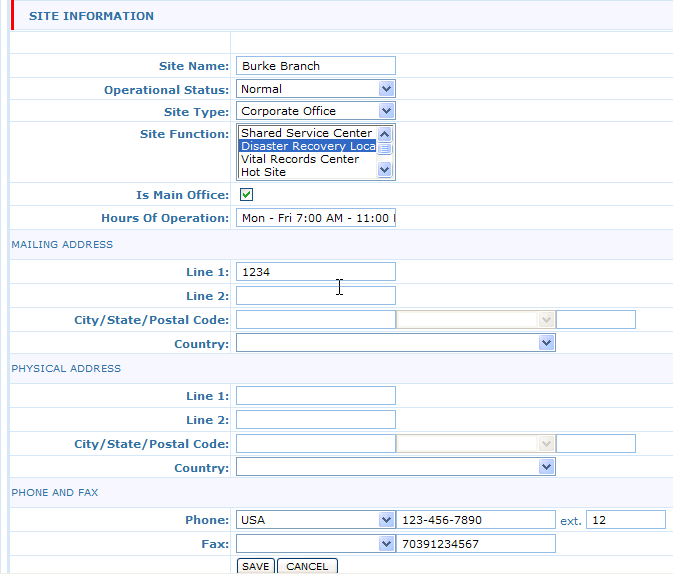 SITE INFORMATION
Site Name: Burke Branch
Operational Status: Normal
Site Type: Corporate Office
Site Function: Shared Service Center
Disaster Recovery Loca
Vital Records Center
Hot Site
Is Main Office:
Hours Of Operation: Mon - Fri 7:00 AM - 11:00
MAILING ADDRESS
Line 1: 1234
Line 2:
City/State/Postal Code:
Country:
PHYSICAL ADDRESS
Line 1:
Line 2:
City/State/Postal Code:
Country:
PHONE AND FAX
Phone: USA 123-456-7890 ext. 12
Fax: 70391234567
SAVE CANCEL